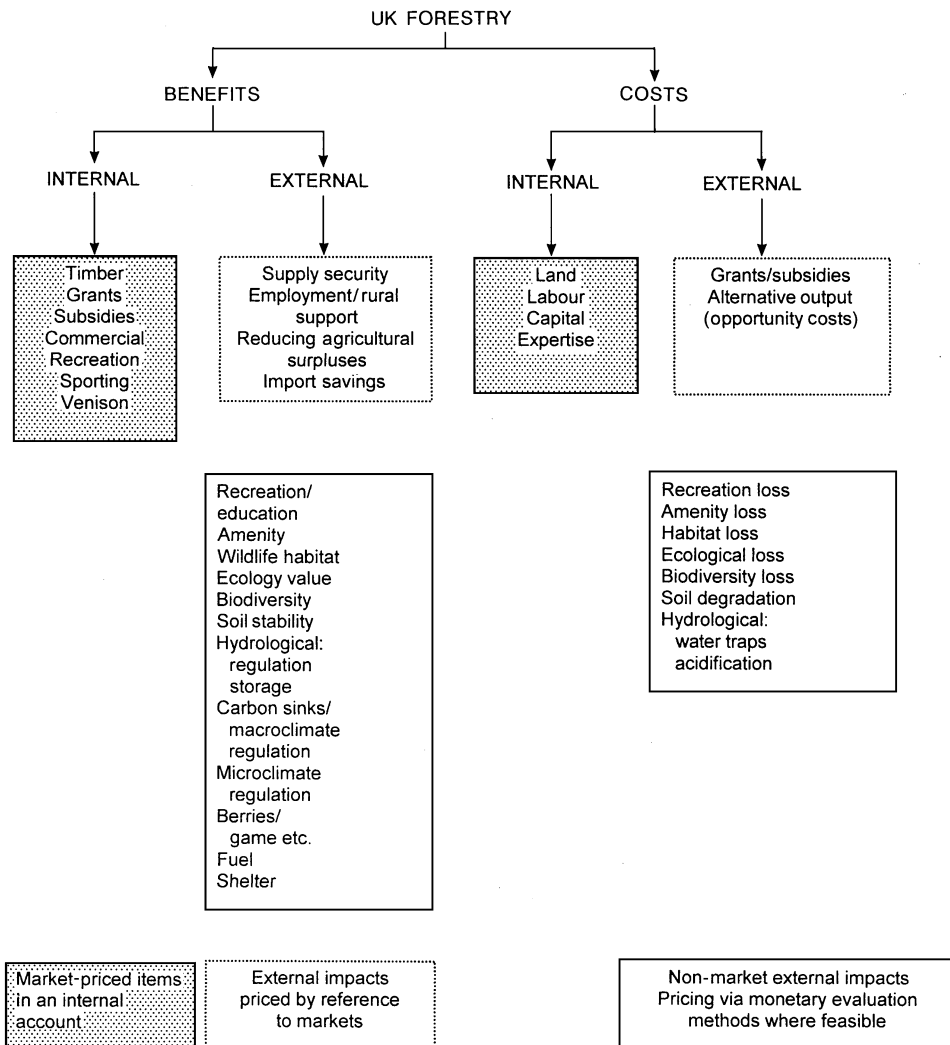 UK FORESTRY
BENEFITS
COSTS
INTERNAL
EXTERNAL
INTERNAL
EXTERNAL
Timber
Grants
Subsidies
Commercial
Recreation
Sporting
Venison
Supply security
Employment/rural
support
Reducing agricultural
surpluses
Import savings
Land
Labour
Capital
Expertise
Grants/subsidies
Alternative output
(opportunity costs)
Recreation/
education
Amenity
Wildlife habitat
Ecology value
Biodiversity
Soil stability
Hydrological:
regulation
storage
Carbon sinks/
macroclimate
regulation
Microclimate
regulation
Berries/
game etc.
Fuel
Shelter
Recreation loss
Amenity loss
Habitat loss
Ecological loss
Biodiversity loss
Soil degradation
Hydrological:
water traps
acidification
Market-priced items
in an internal
account
External impacts
priced by reference
to markets
Non-market external impacts
Pricing via monetary evaluation
methods where feasible